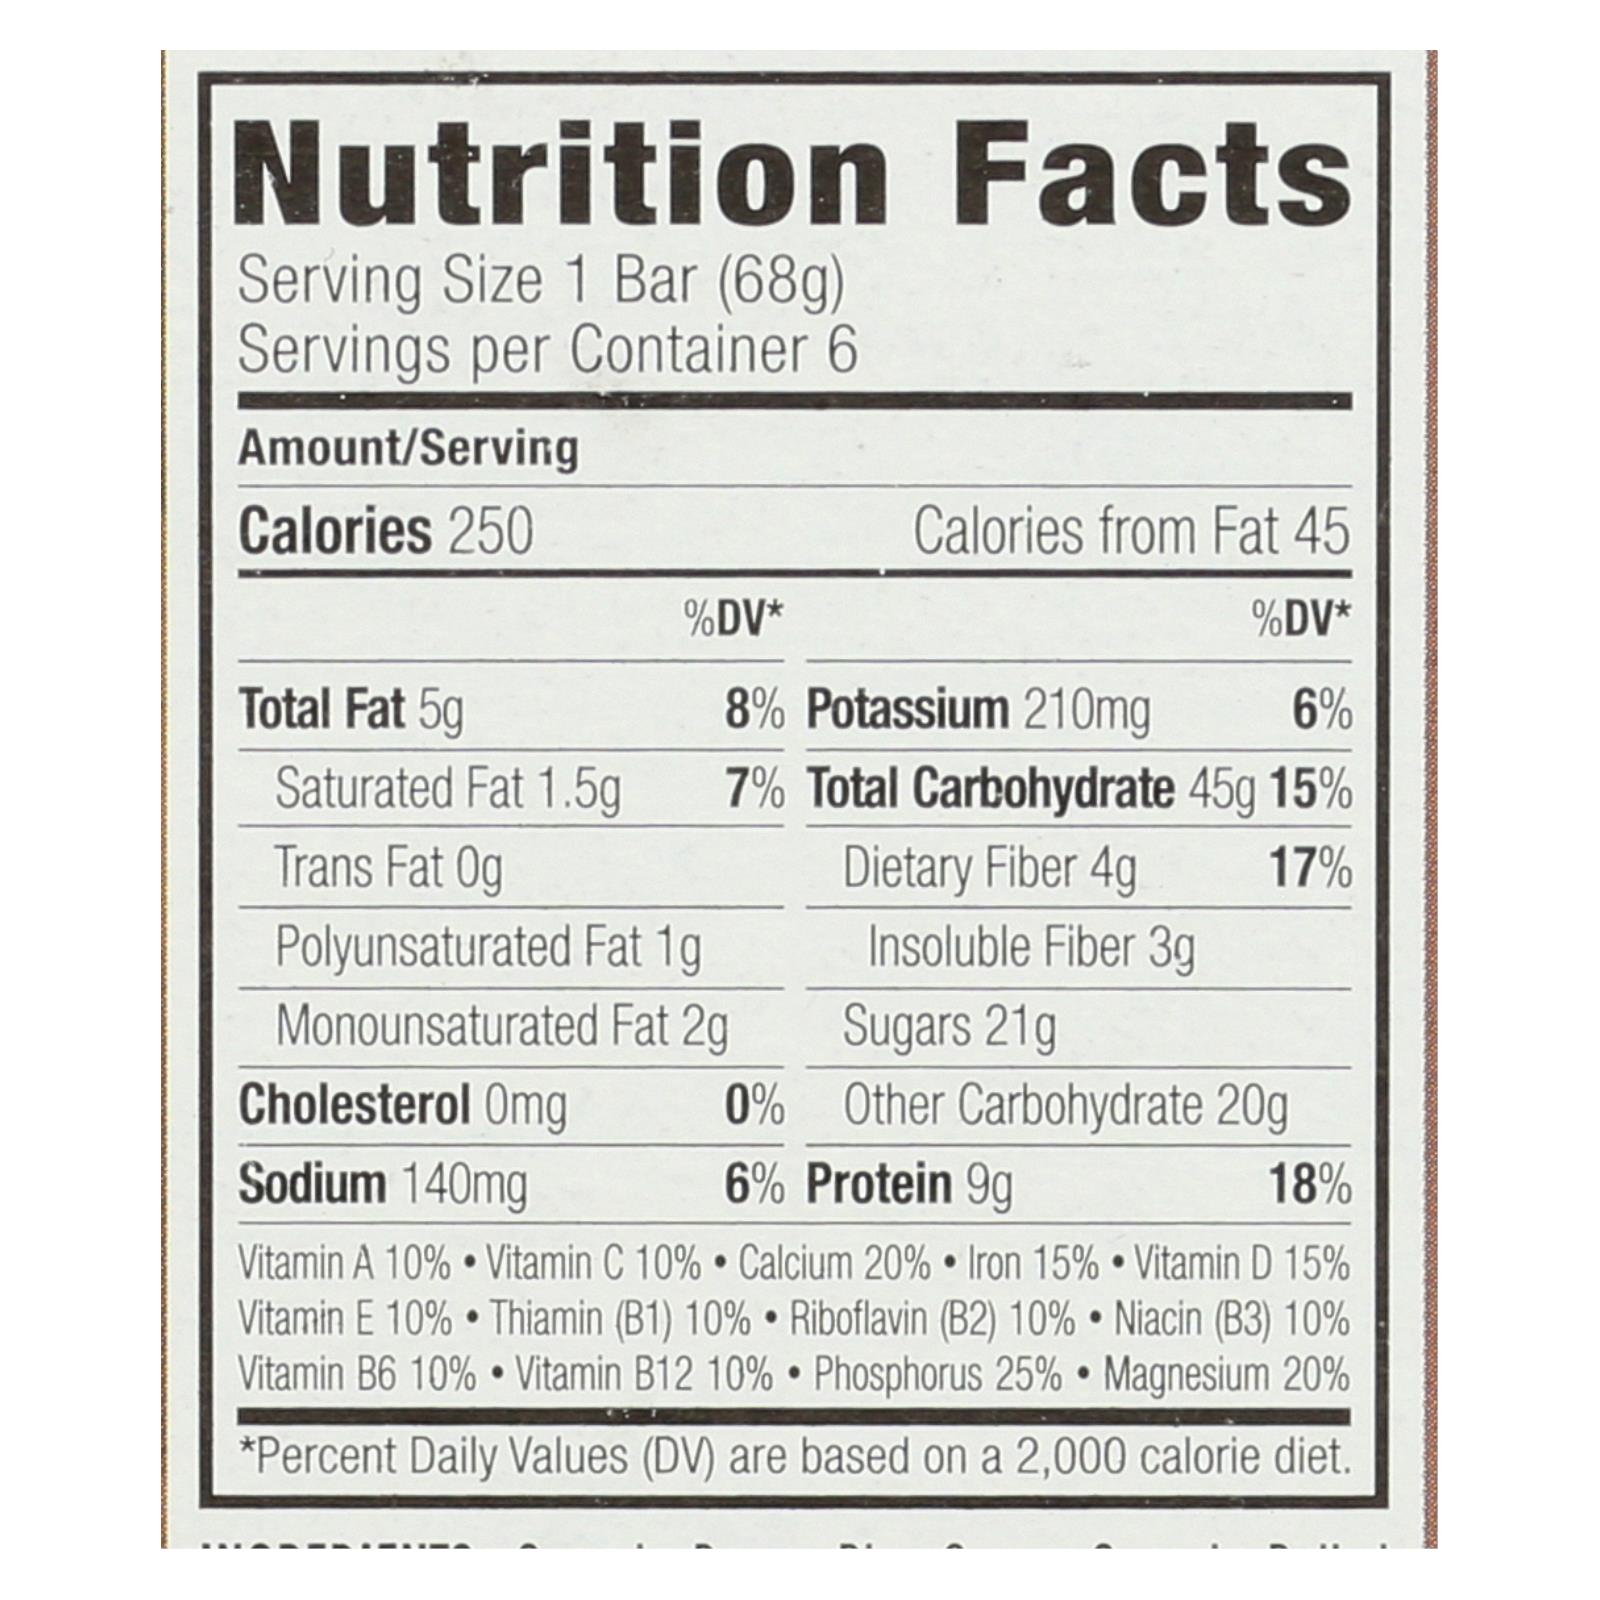 Nutrition Facts
Serving Size 1 Bar (68g)
Servings per Container 6
Amount/Serving
Calories 250 Calories from Fat 45
%DV* %DV*
Total Fat 5g 8% Potassium 210mg 6%
Saturated Fat 1.5g 7% Total Carbohydrate 45g 15%
Trans Fat 0g Dietary Fiber 4g 17%
Polyunsaturated Fat 1g Insoluble Fiber 3g
Monounsaturated Fat 2g Sugars 21g
Cholesterol 0mg 0% Other Carbohydrate 20g
Sodium 140mg 6% Protein 9g 18%
Vitamin A 10% • Vitamin C 10% • Calcium 20% • Iron 15% • Vitamin D 15%
Vitamin E 10% • Thiamin (B1) 10% • Riboflavin (B2) 10% • Niacin (B3) 10%
Vitamin B6 10% • Vitamin B12 10% • Phosphorus 25% • Magnesium 20%
*Percent Daily Values (DV) are based on a 2,000 calorie diet.